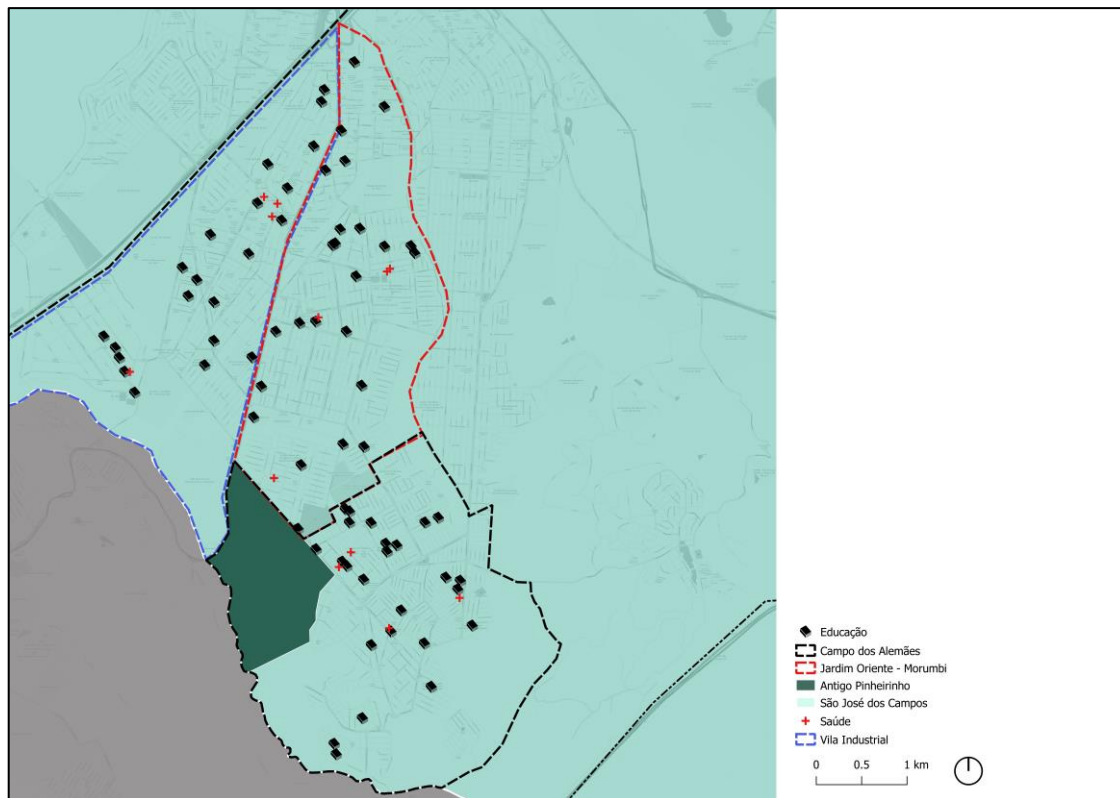 Educação
Campo dos Alemães
Jardim Oriente - Morumbi
Antigo Pinheirinho
São José dos Campos
Saúde
Vila Industrial
0 0.5 1 km